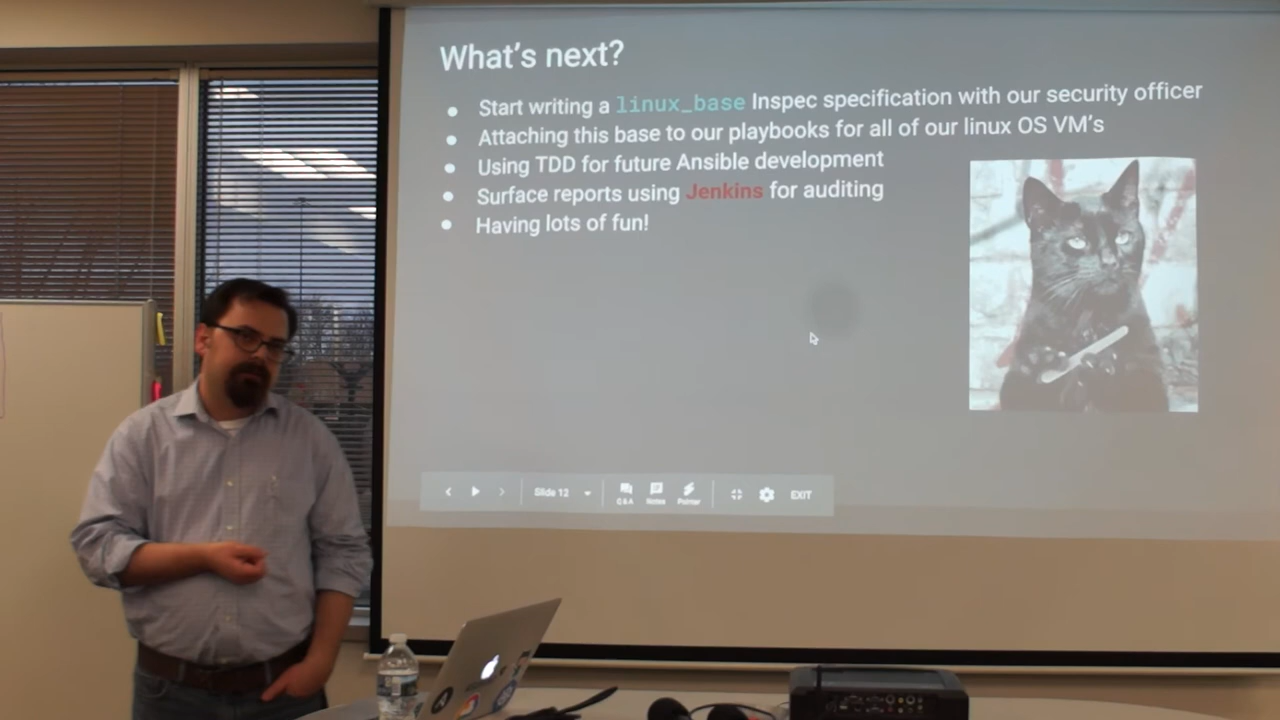 What's next?
Start writing a linux_base Inspec specification with our security officer
Attaching this base to our playbooks for all of our linux OS VM's
Using TDD for future Ansible development
Surface reports using Jenkins for auditing
Having lots of fun!
Slide 12
Q&A
Notes
Pointer
EXIT